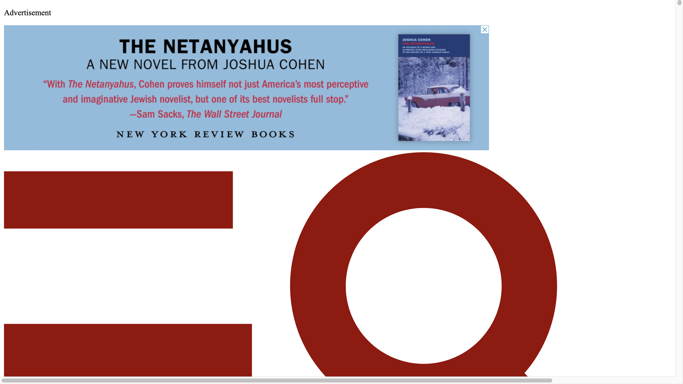 Advertisement
THE NETANYAHUS
A NEW NOVEL FROM JOSHUA COHEN
“With The Netanyahus, Cohen proves himself not just America’s most perceptive
and imaginative Jewish novelist, but one of its best novelists full stop.”
—Sam Sacks, The Wall Street Journal
NEW YORK REVIEW BOOKS
JOSHUA COHEN
THE NETANYAHUS